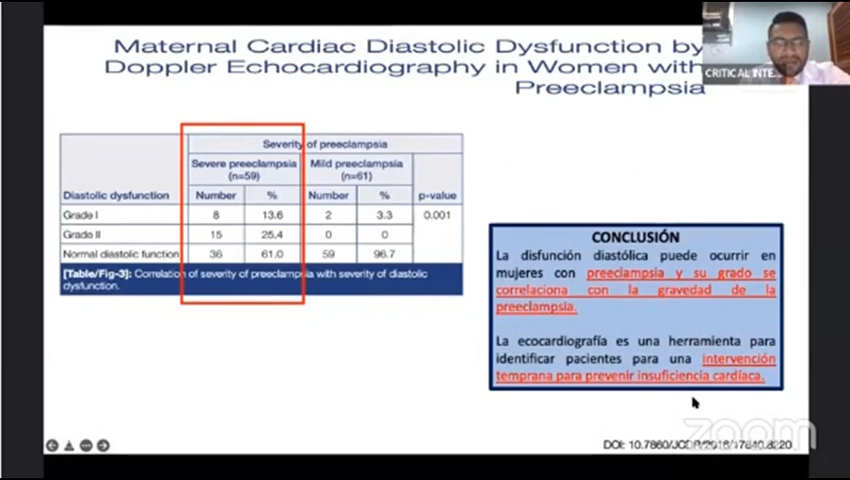 Maternal Cardiac Diastolic Dysfunction by
Doppler Echocardiography in Women with
Preeclampsia
CRITICAL INTE...
Severity of preeclampsia
Diastolic dysfunction
Severe preeclampsia (n=59)
Mild preeclampsia (n=61)
p-value
Number % Number %
Grade I 8 13.6 2 3.3 0.001
Grade II 15 25.4 0 0
Normal diastolic function 36 61.0 59 96.7
[Table/Fig-3]: Correlation of severity of preeclampsia with severity of diastolic
dysfunction.
CONCLUSIÓN
La disfunción diastólica puede ocurrir en
mujeres con preeclampsia y su grado se
correlaciona con la gravedad de la
preeclampsia.
La ecocardiografía es una herramienta para
identificar pacientes para una intervención
temprana para prevenir insuficiencia cardíaca.
zoom
DOI: 10.7860/JCDR/2016/17840.8220